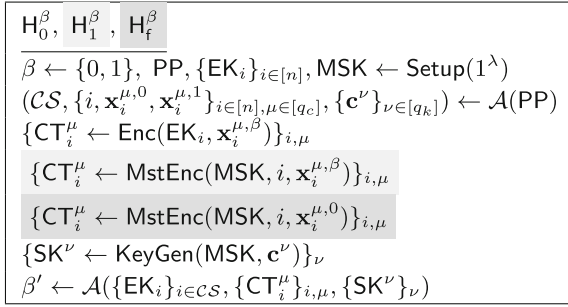 H₀^β, H₁^β, H_f^β
β ← {0, 1}, PP, {EK_i}_{i∈[n]}, MSK ← Setup(1^λ)
(𝒞𝒮, {i, x_i^{μ,0}, x_i^{μ,1}}_{i∈[n],μ∈[q_c]}, {c^ν}_{ν∈[q_k]}) ← 𝒜(PP)
{CT_i^μ ← Enc(EK_i, x_i^{μ,β})}_{i,μ}
{CT_i^μ ← MstEnc(MSK, i, x_i^{μ,β})}_{i,μ}
{CT_i^μ ← MstEnc(MSK, i, x_i^{μ,0})}_{i,μ}
{SK^ν ← KeyGen(MSK, c^ν)}_ν
β′ ← 𝒜({EK_i}_{i∈𝒞𝒮}, {CT_i^μ}_{i,μ}, {SK^ν}_ν)